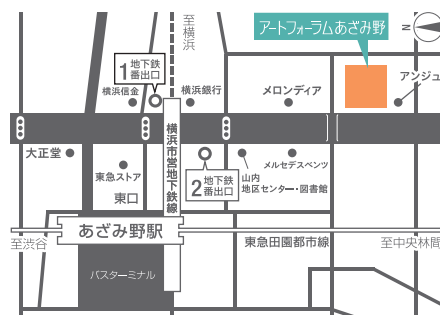 至横浜
アートフォーラムあざみ野
N
1 地下鉄
番出口
横浜信金
横浜銀行
メロンディア
アンジュ
大正堂
東急ストア
東口
横浜市営地下鉄線
2 地下鉄
番出口
山内
地区センター・図書館
メルセデスベンツ
あざみ野駅
至渋谷
東急田園都市線
至中央林間
バスターミナル